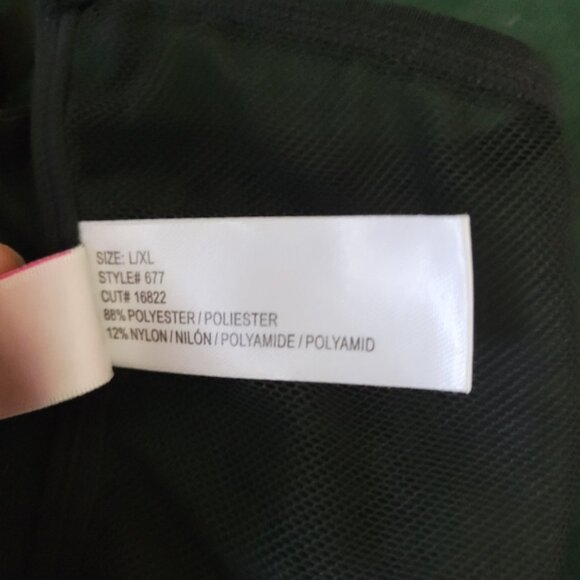 SIZE: L/XL
STYLE# 677
CUT# 16822
88% POLYESTER / POLIESTER
12% NYLON / NILÓN / POLYAMIDE / POLYAMID